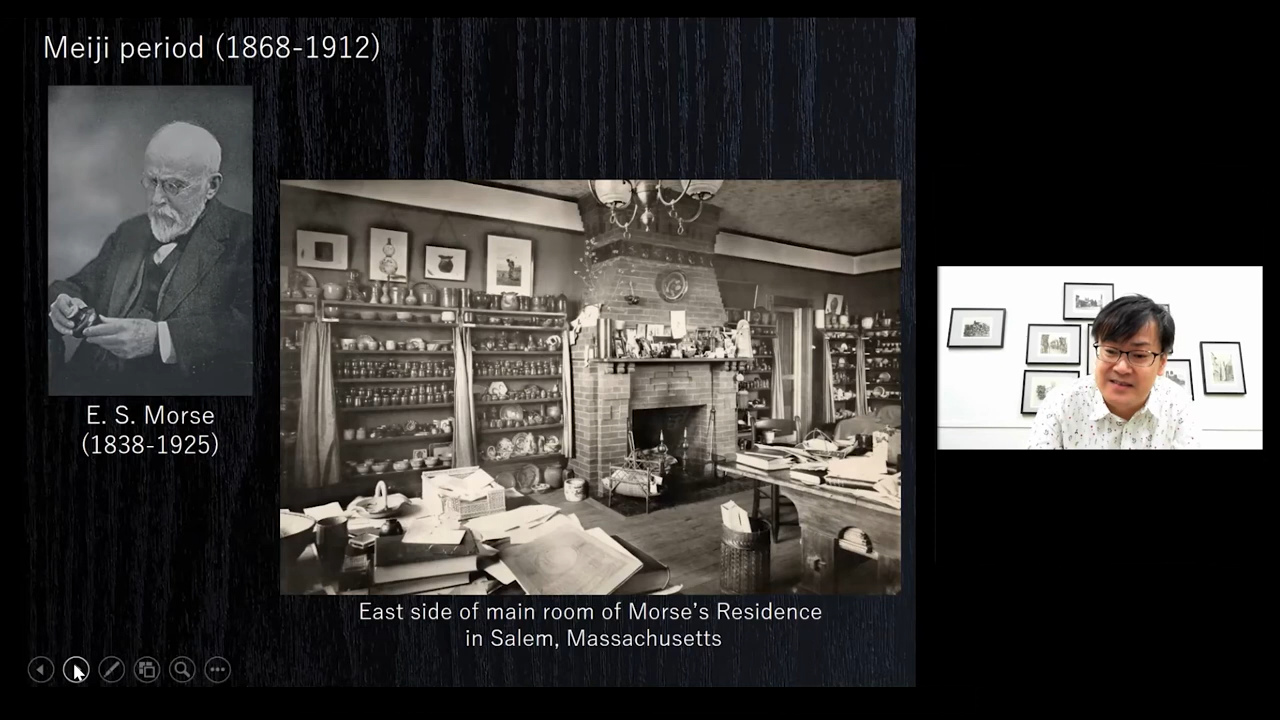 Meiji period (1868-1912)
E. S. Morse
(1838-1925)
East side of main room of Morse's Residence
in Salem, Massachusetts